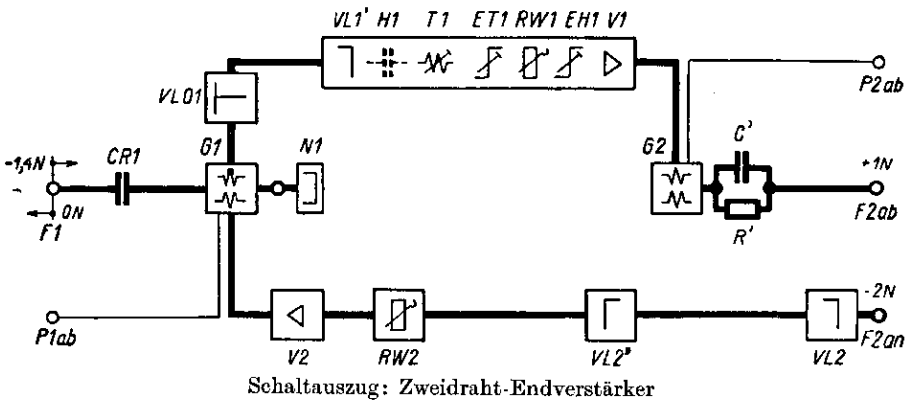 VL1' H1 T1 ET1 RW1 EH1 V1
P2ab
VL01
G1 N1
G2 C'
-1,4N CR1
+1N
0N F1
R' F2ab
P1ab
V2 RW2 VL2" VL2
-2N
F2an
Schaltauszug: Zweidraht-Endverstärker